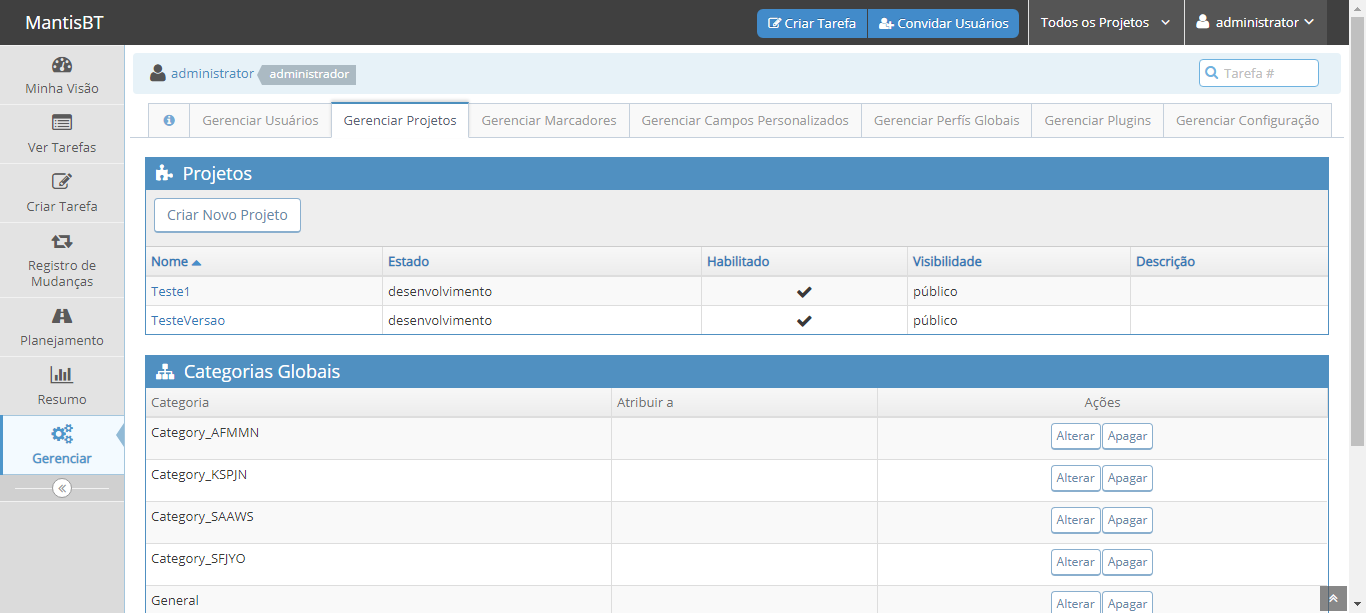 MantisBT
Criar Tarefa Convidar Usuários Todos os Projetos administrator
Minha Visão
Ver Tarefas
Criar Tarefa
Registro de
Mudanças
Planejamento
Resumo
Gerenciar
administrator administrador Tarefa #
Gerenciar Usuários Gerenciar Projetos Gerenciar Marcadores Gerenciar Campos Personalizados Gerenciar Perfís Globais Gerenciar Plugins Gerenciar Configuração
Projetos
Criar Novo Projeto
Nome Estado Habilitado Visibilidade Descrição
Teste1 desenvolvimento público
TesteVersao desenvolvimento público
Categorias Globais
Categoria Atribuir a Ações
Category_AFMMN Alterar Apagar
Category_KSPJN Alterar Apagar
Category_SAAWS Alterar Apagar
Category_SFJYO Alterar Apagar
General Alterar Apagar